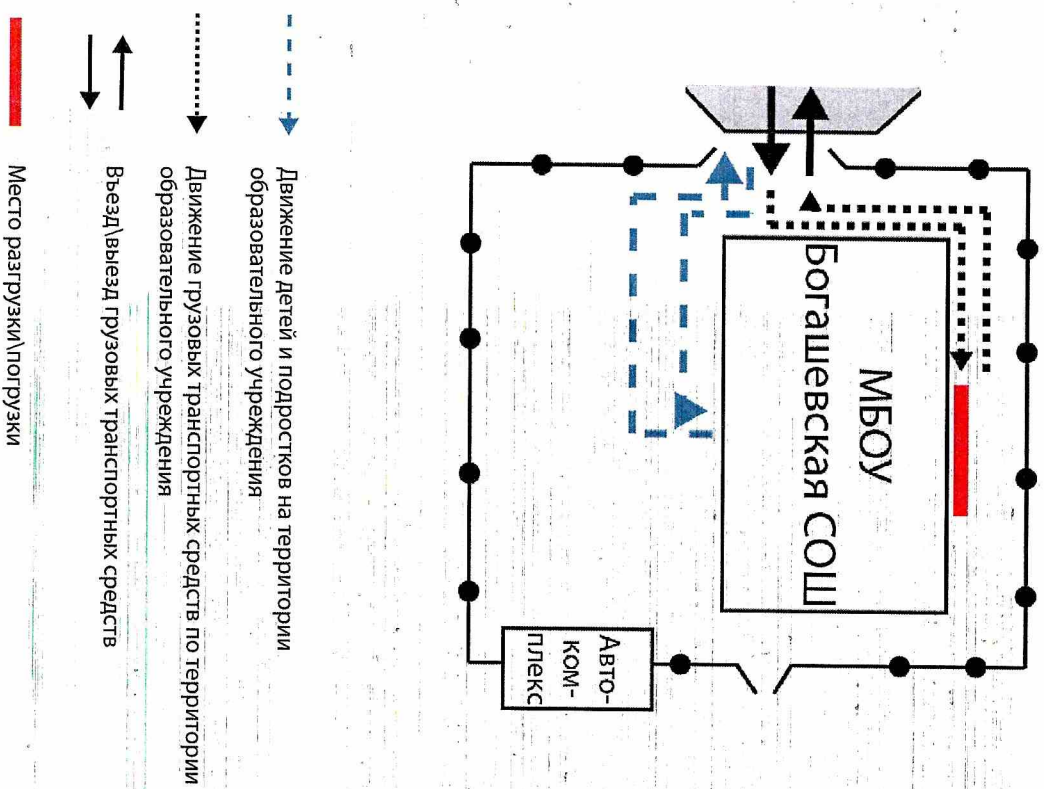 МБОУ
Богашевская СОШ
Авто-
ком-
плекс
Движение детей и подростков на территории
образовательного учреждения
Движение грузовых транспортных средств по территории
образовательного учреждения
Въезд\выезд грузовых транспортных средств
Место разгрузки\погрузки